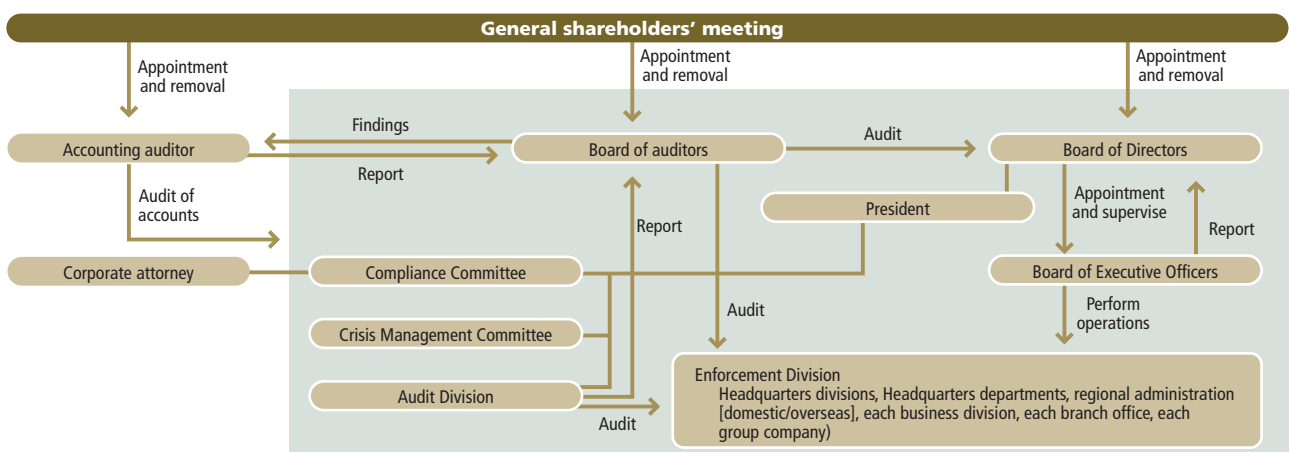 General shareholders’ meeting
Appointment
and removal
Appointment
and removal
Appointment
and removal
Findings
Accounting auditor
Board of auditors
Audit
Board of Directors
Report
Audit of
accounts
President
Appointment
and supervise
Report
Report
Corporate attorney
Compliance Committee
Board of Executive Officers
Audit
Perform
operations
Crisis Management Committee
Audit Division
Audit
Enforcement Division
Headquarters divisions, Headquarters departments, regional administration
[domestic/overseas], each business division, each branch office, each
group company)